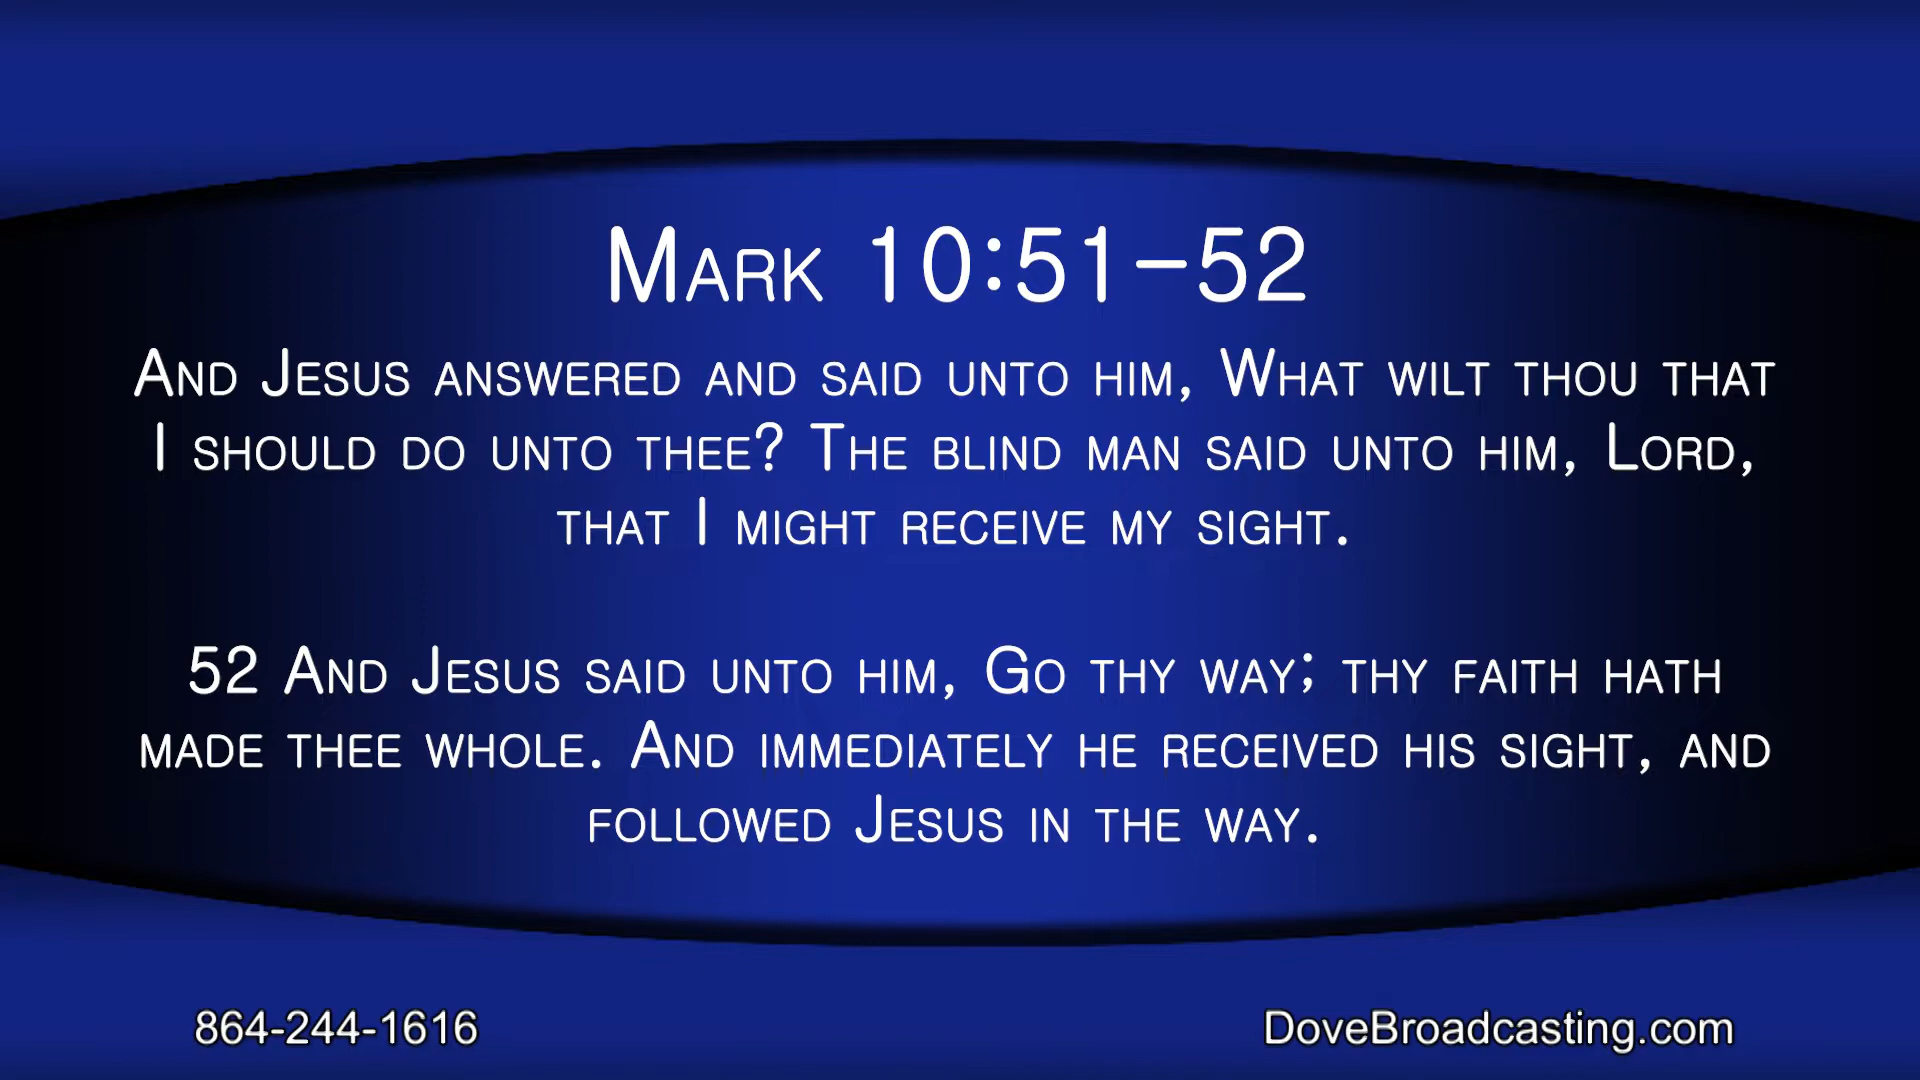 Mark 10:51-52
And Jesus answered and said unto him, What wilt thou that
I should do unto thee? The blind man said unto him, Lord,
that I might receive my sight.
52 And Jesus said unto him, Go thy way; thy faith hath
made thee whole. And immediately he received his sight, and
followed Jesus in the way.
864-244-1616
DoveBroadcasting.com